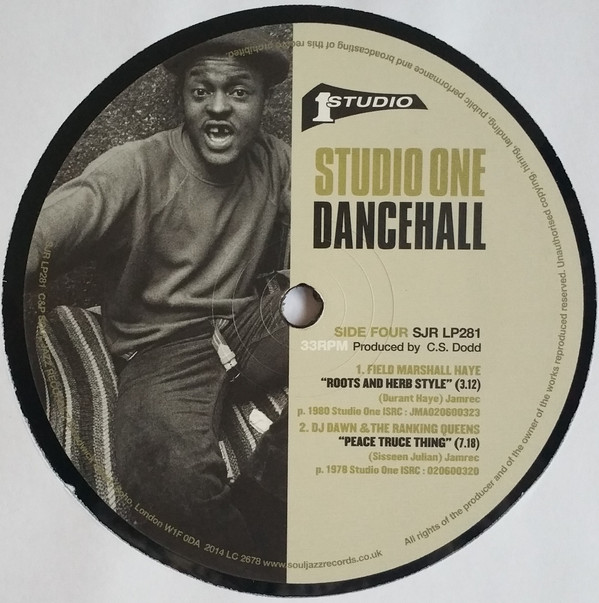 1 STUDIO
STUDIO ONE
DANCEHALL
SIDE FOUR SJR LP281
33RPM Produced by C.S. Dodd
1. FIELD MARSHALL HAYE
“ROOTS AND HERB STYLE” (3.12)
(Durant Haye) Jamrec
p. 1980 Studio One ISRC : JMA020600323
2. DJ DAWN & THE RANKING QUEENS
“PEACE TRUCE THING” (7.18)
(Sisseen Julian) Jamrec
p. 1978 Studio One ISRC : 020600320
All rights of the producer and of the owner of the works reproduced reserved. Unauthorised copying, hiring, lending, public performance and broadcasting of this record prohibited.
SJR LP281 C&P
London W1F 0DA 2014 LC 2678 www.souljazzrecords.co.uk